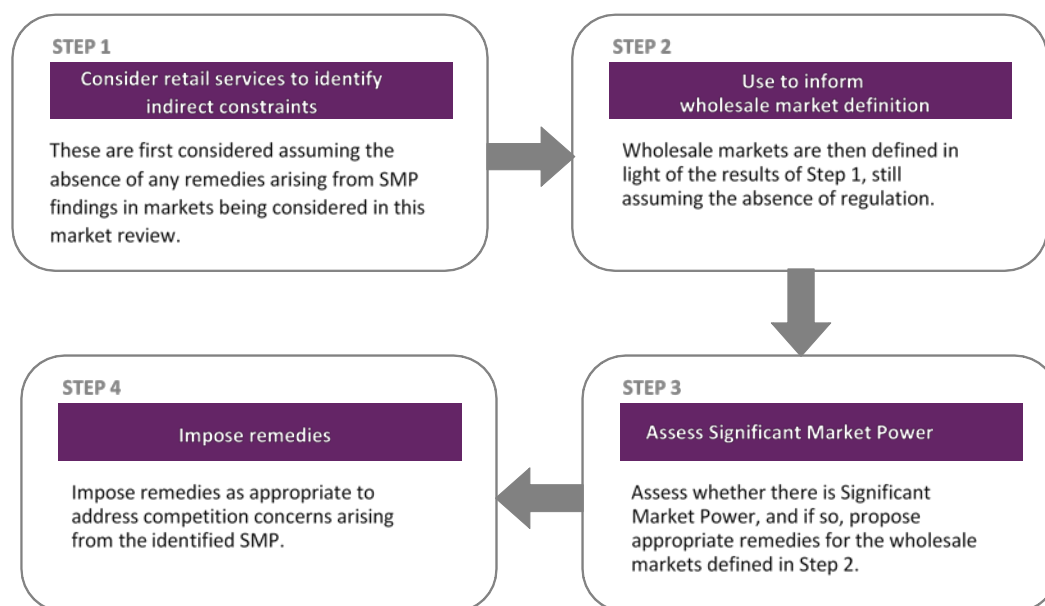 STEP 1
Consider retail services to identify
indirect constraints
These are first considered assuming the
absence of any remedies arising from SMP
findings in markets being considered in this
market review.
STEP 2
Use to inform
wholesale market definition
Wholesale markets are then defined in
light of the results of Step 1, still
assuming the absence of regulation.
STEP 3
Assess Significant Market Power
Assess whether there is Significant
Market Power, and if so, propose
appropriate remedies for the wholesale
markets defined in Step 2.
STEP 4
Impose remedies
Impose remedies as appropriate to
address competition concerns arising
from the identified SMP.